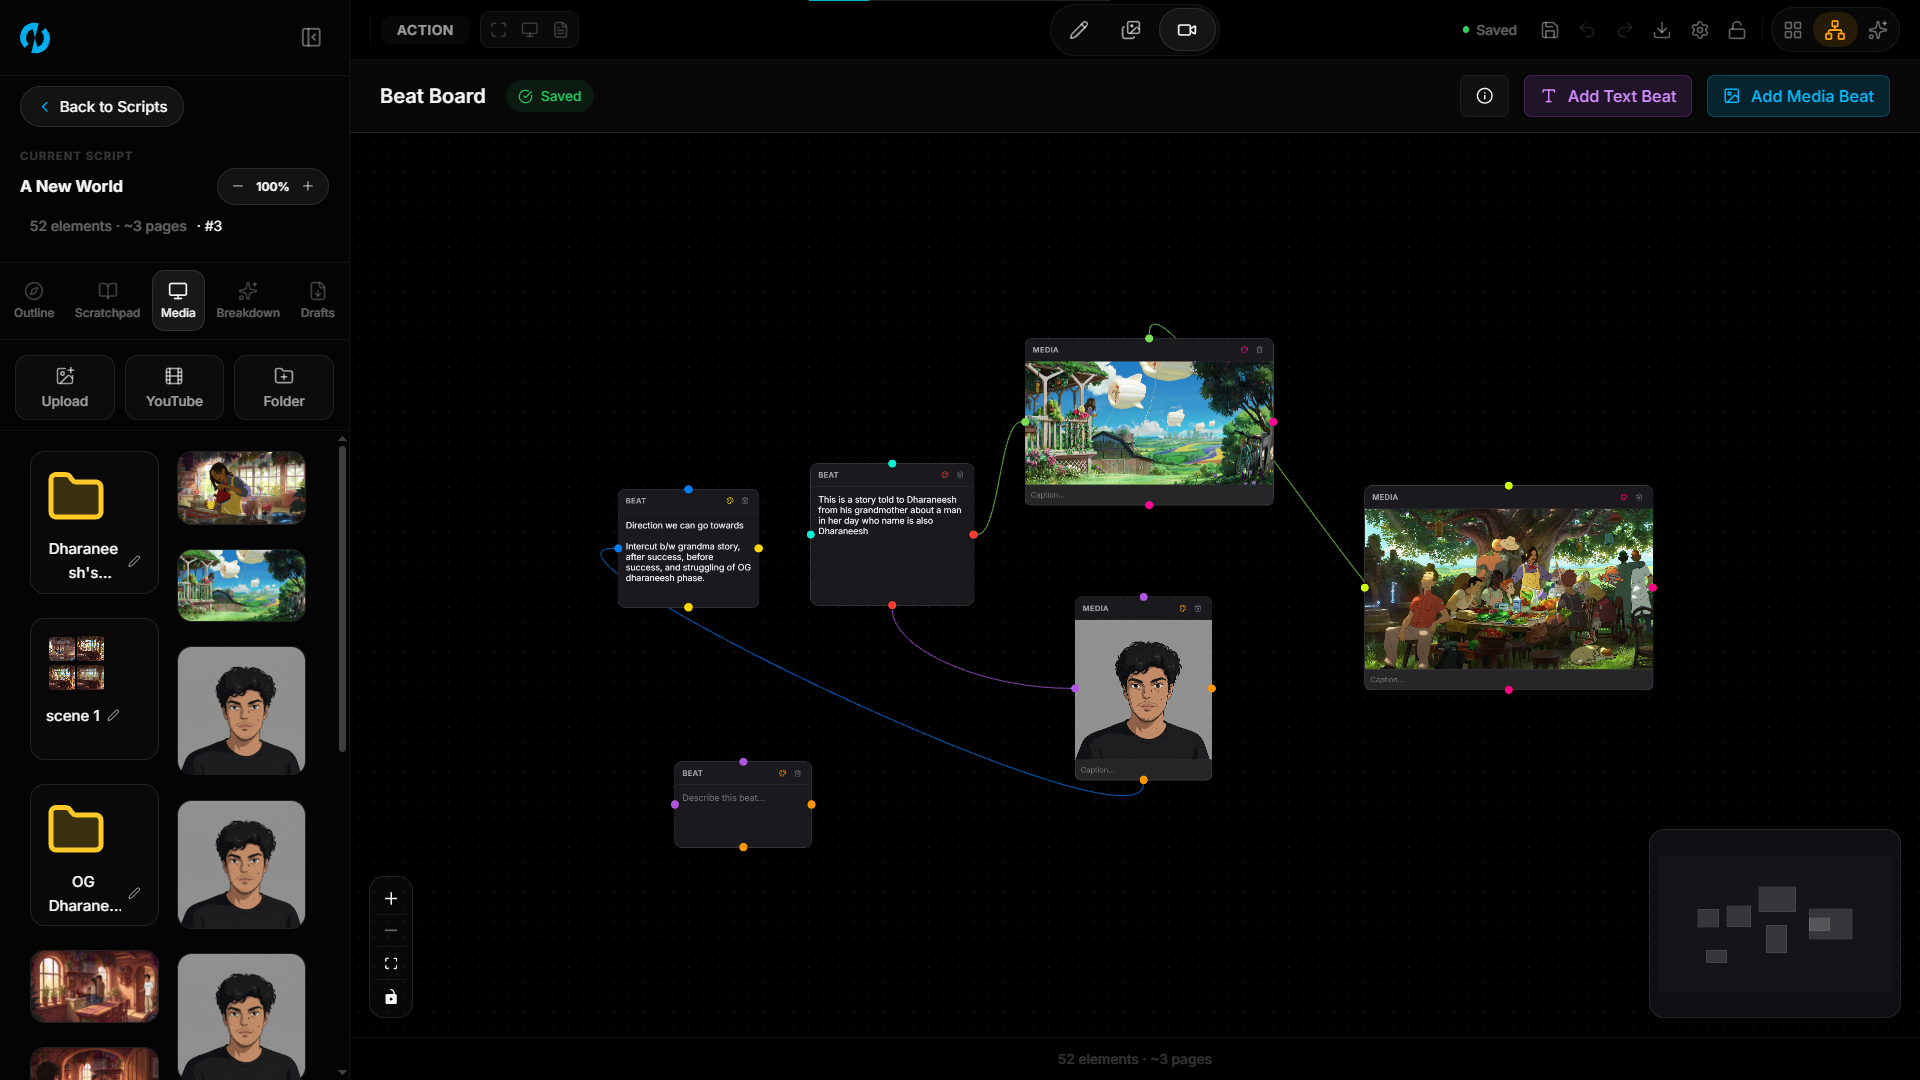 Back to Scripts
CURRENT SCRIPT
A New World
100%
52 elements · ~3 pages · #3
Outline
Scratchpad
Media
Breakdown
Drafts
Upload
YouTube
Folder
Dharanee
sh's...
scene 1
OG
Dharane...
ACTION
Saved
Beat Board
Saved
Add Text Beat
Add Media Beat
BEAT
Direction we can go towards
Intercut b/w grandma story,
after success, before
success, and struggling of OG
dharaneesh phase.
BEAT
This is a story told to Dharaneesh
from his grandmother about a man
in her day who name is also
Dharaneesh
MEDIA
Caption...
MEDIA
Caption...
MEDIA
Caption...
BEAT
Describe this beat...
52 elements · ~3 pages